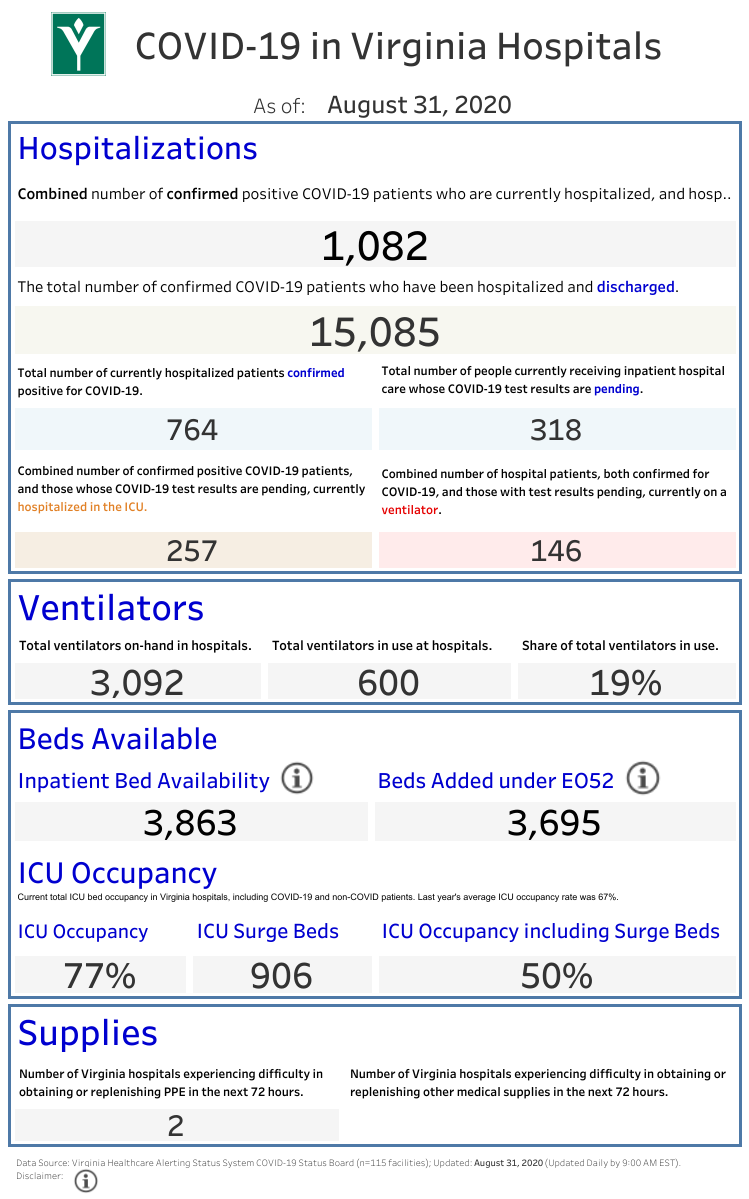 COVID-19 in Virginia Hospitals
As of: August 31, 2020
Hospitalizations
Combined number of confirmed positive COVID-19 patients who are currently hospitalized, and hosp..
1,082
The total number of confirmed COVID-19 patients who have been hospitalized and discharged.
15,085
Total number of currently hospitalized patients confirmed
positive for COVID-19.
764
Total number of people currently receiving inpatient hospital
care whose COVID-19 test results are pending.
318
Combined number of confirmed positive COVID-19 patients,
and those whose COVID-19 test results are pending, currently
hospitalized in the ICU.
257
Combined number of hospital patients, both confirmed for
COVID-19, and those with test results pending, currently on a
ventilator.
146
Ventilators
Total ventilators on-hand in hospitals.
3,092
Total ventilators in use at hospitals.
600
Share of total ventilators in use.
19%
Beds Available
Inpatient Bed Availability
3,863
Beds Added under EO52
3,695
ICU Occupancy
Current total ICU bed occupancy in Virginia hospitals, including COVID-19 and non-COVID patients. Last year's average ICU occupancy rate was 67%.
ICU Occupancy
77%
ICU Surge Beds
906
ICU Occupancy including Surge Beds
50%
Supplies
Number of Virginia hospitals experiencing difficulty in
obtaining or replenishing PPE in the next 72 hours.
2
Number of Virginia hospitals experiencing difficulty in obtaining or
replenishing other medical supplies in the next 72 hours.
Data Source: Virginia Healthcare Alerting Status System COVID-19 Status Board (n=115 facilities); Updated: August 31, 2020 (Updated Daily by 9:00 AM EST).
Disclaimer: